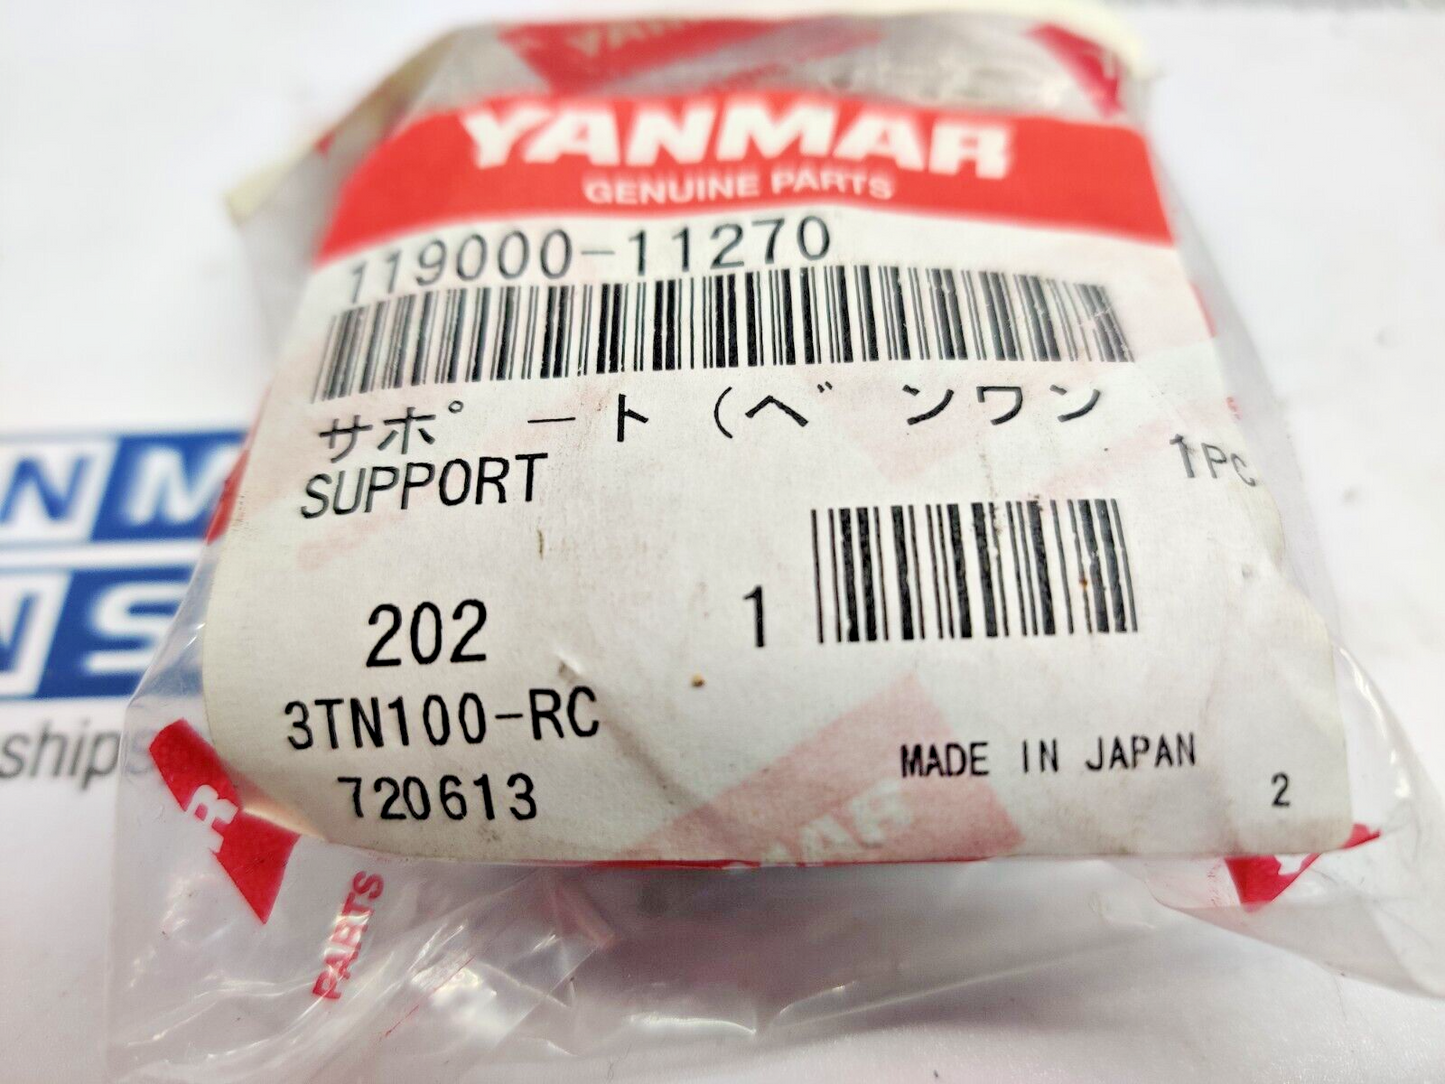 YANMAR
GENUINE PARTS
119000-11270
サポート (ベンワン
SUPPORT
1PC
202
1
3TN100-RC
720613
MADE IN JAPAN
2
PARTS
ship